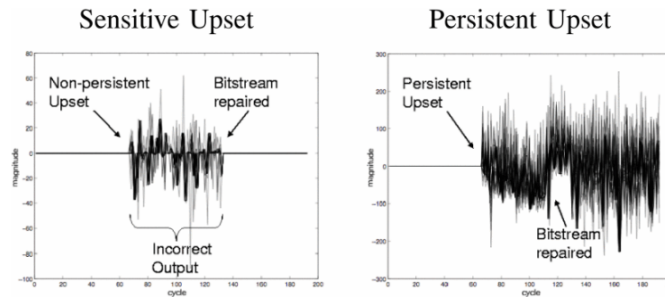 Sensitive Upset
80
60
40
20
0
-20
-40
-60
-80
-100
magnitude
Non-persistent
Upset
Bitstream
repaired
Incorrect
Output
0 20 40 60 80 100 120 140 160 180 200
cycle
Persistent Upset
300
200
100
0
-100
-200
-300
magnitude
Persistent
Upset
Bitstream
repaired
0 20 40 60 80 100 120 140 160 180
cycle